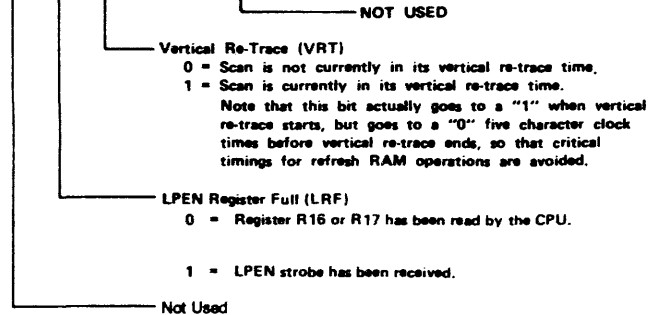 NOT USED
Vertical Re-Trace (VRT)
0 = Scan is not currently in its vertical re-trace time.
1 = Scan is currently in its vertical re-trace time.
Note that this bit actually goes to a "1" when vertical
re-trace starts, but goes to a "0" five character clock
times before vertical re-trace ends, so that critical
timings for refresh RAM operations are avoided.
LPEN Register Full (LRF)
0 = Register R16 or R17 has been read by the CPU.
1 = LPEN strobe has been received.
Not Used